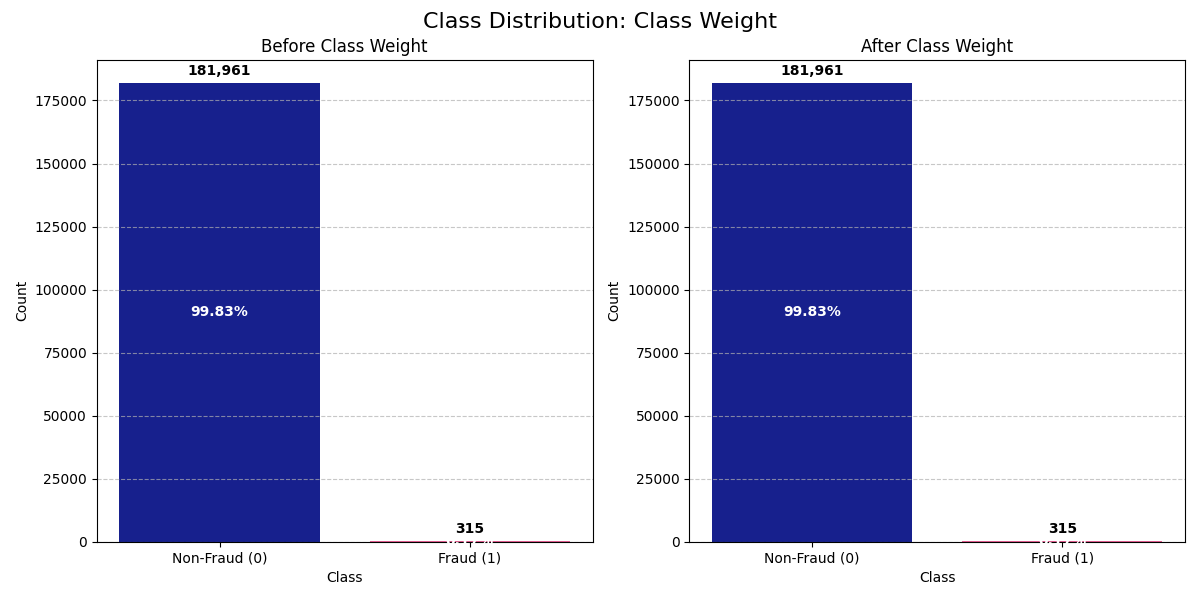 Class Distribution: Class Weight
Before Class Weight
181,961
175000
150000
125000
100000
75000
50000
25000
0
Count
99.83%
315
Non-Fraud (0)
Fraud (1)
Class
After Class Weight
181,961
175000
150000
125000
100000
75000
50000
25000
0
Count
99.83%
315
Non-Fraud (0)
Fraud (1)
Class